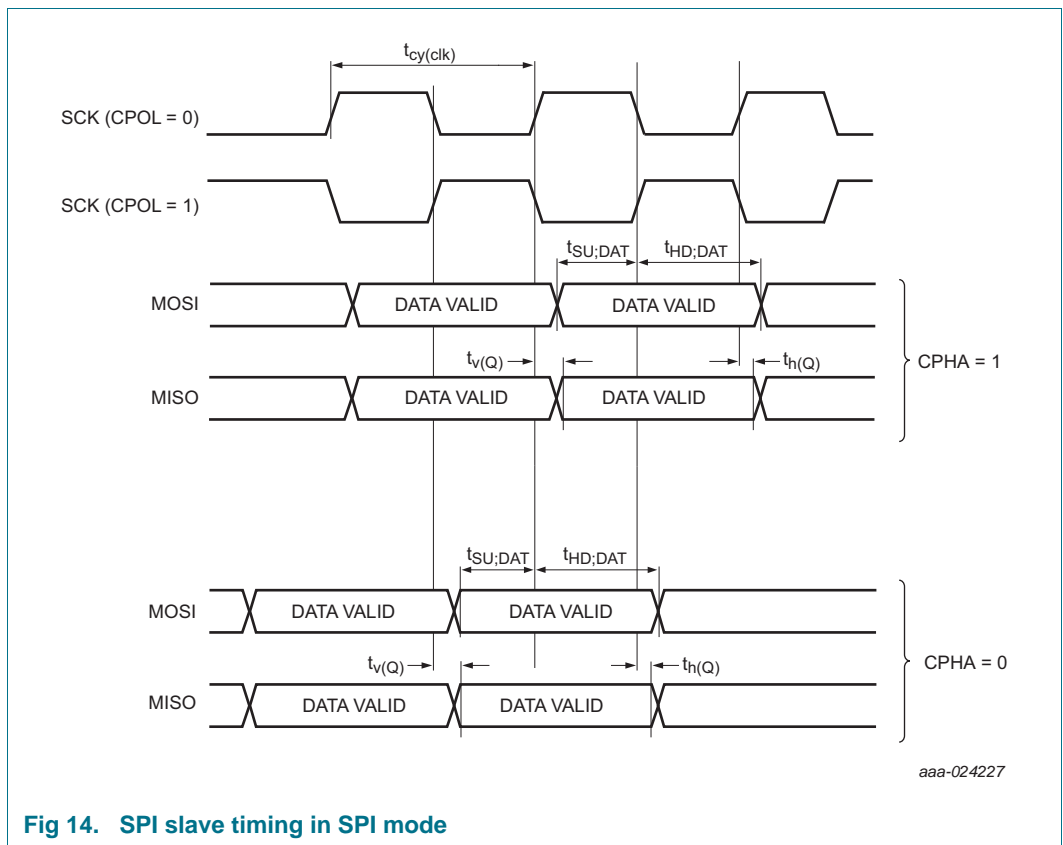 tcy(clk)
SCK (CPOL = 0)
SCK (CPOL = 1)
tSU;DAT tHD;DAT
MOSI DATA VALID DATA VALID
tv(Q) th(Q)
CPHA = 1
MISO DATA VALID DATA VALID
tSU;DAT tHD;DAT
MOSI DATA VALID DATA VALID
tv(Q) th(Q)
CPHA = 0
MISO DATA VALID DATA VALID
aaa-024227
Fig 14. SPI slave timing in SPI mode